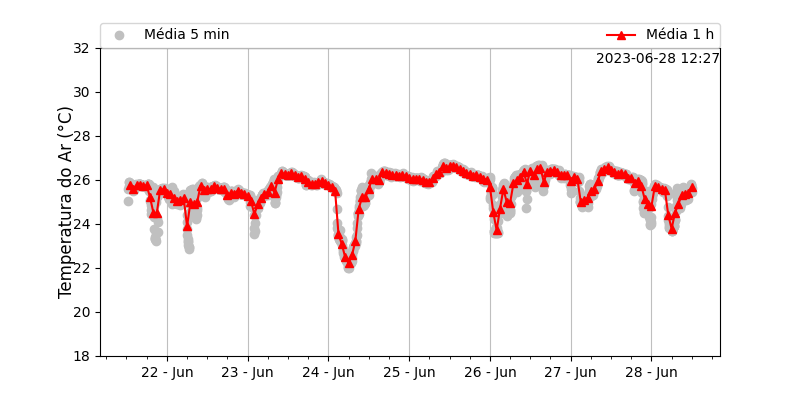 Média 5 min
Média 1 h
2023-06-28 12:27
Temperatura do Ar (°C)
32
30
28
26
24
22
20
18
22 - Jun
23 - Jun
24 - Jun
25 - Jun
26 - Jun
27 - Jun
28 - Jun